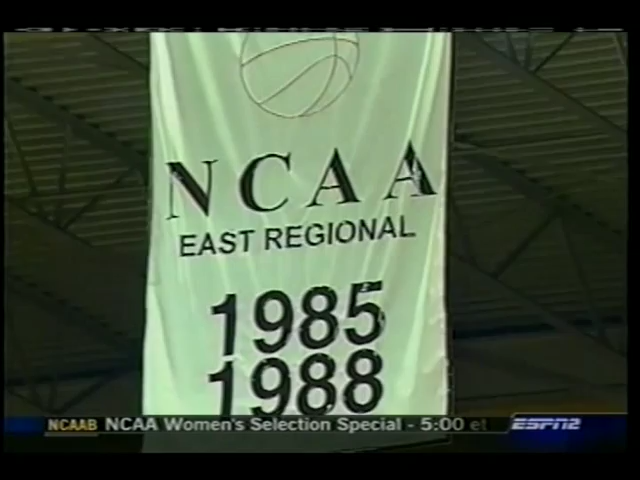 NCAA
EAST REGIONAL
1985
1988
NCAAB NCAA Women's Selection Special - 5:00 et ESPN2